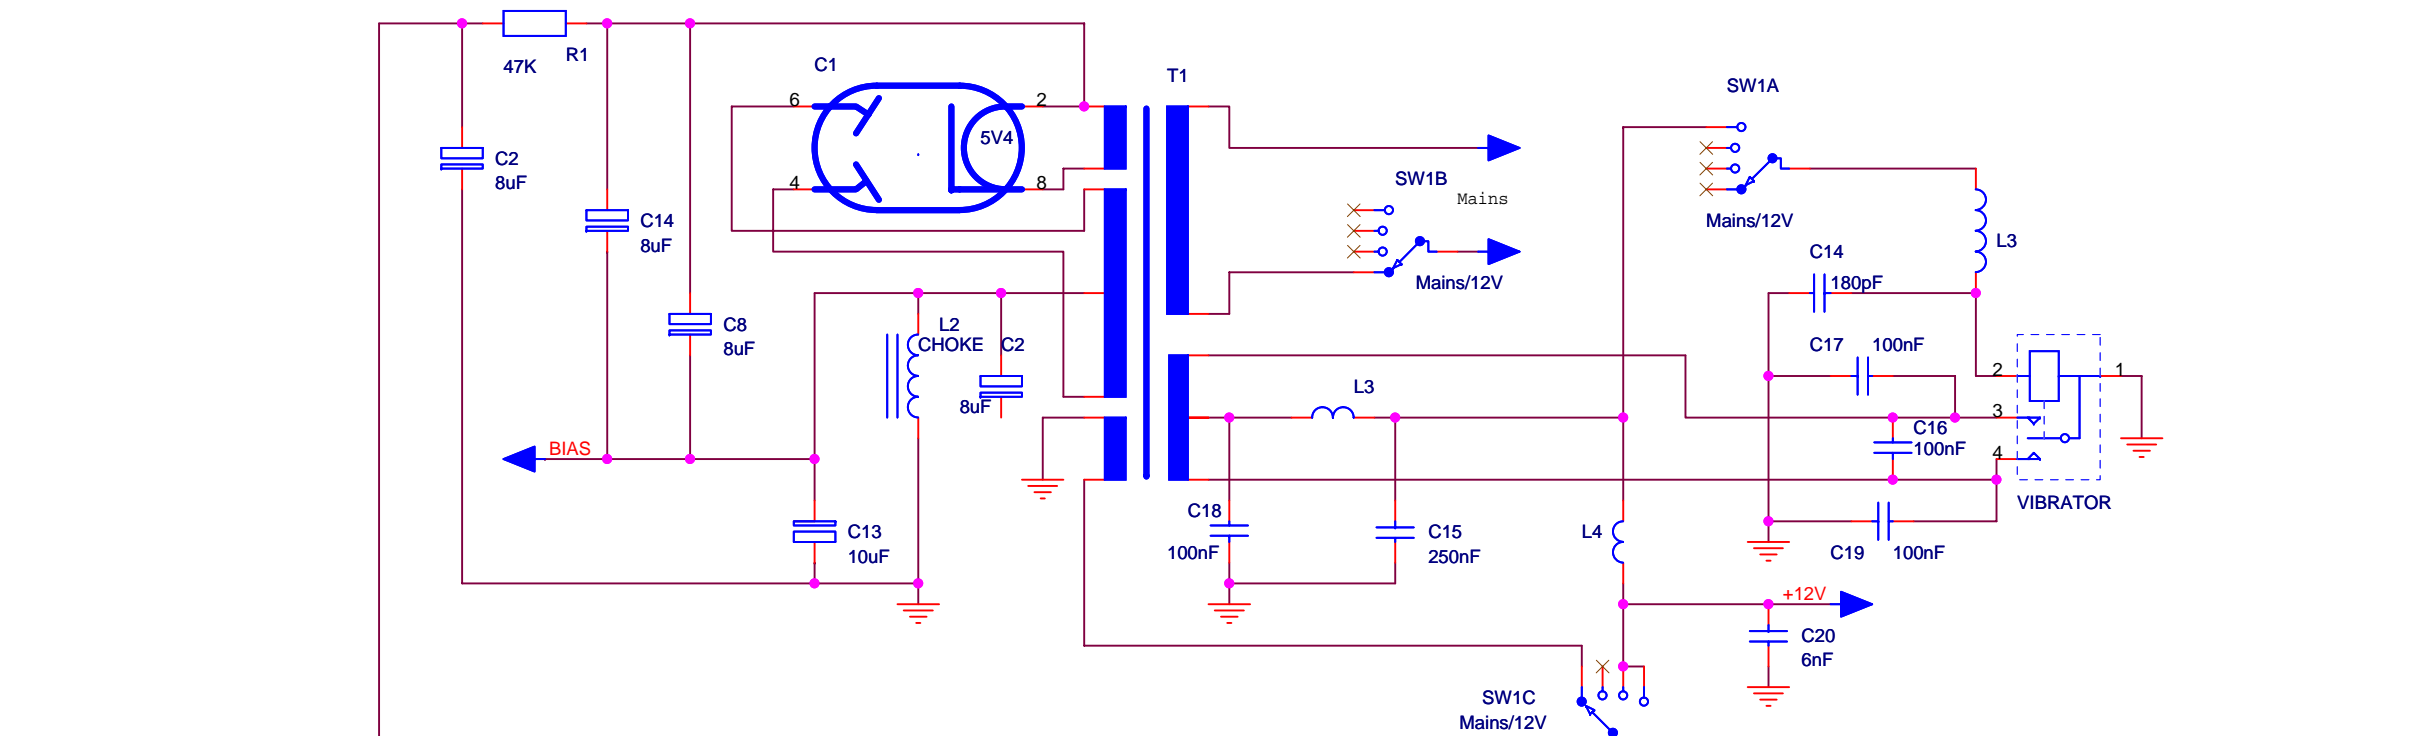 R1
47K
C1
T1
SW1A
6
2
5V4
C2
8uF
4
8
SW1B
Mains
Mains/12V
C14
8uF
Mains/12V
L3
C14
180pF
C8
8uF
L2
CHOKE
C2
8uF
C17
100nF
L3
2
1
3
C16
100nF
4
BIAS
VIBRATOR
C13
10uF
C18
100nF
C15
250nF
L4
C19
100nF
+12V
C20
6nF
SW1C
Mains/12V